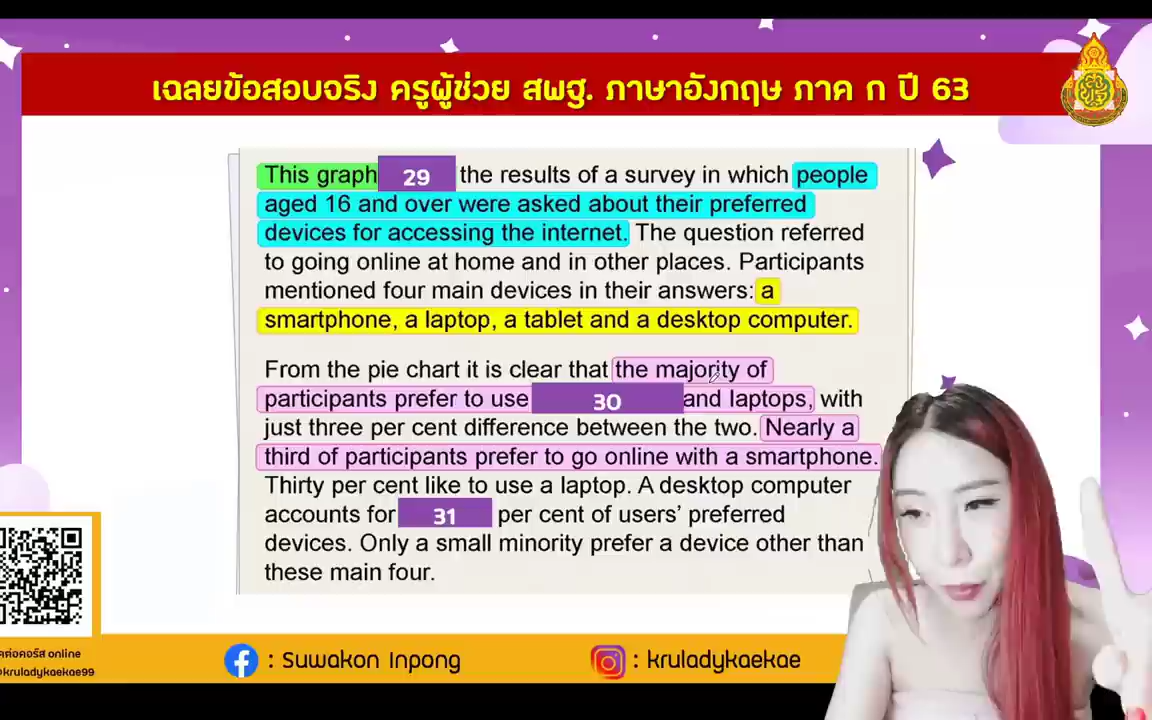 เฉลยข้อสอบจริง ครูผู้ช่วย สพฐ. ภาษาอังกฤษ ภาค ก ปี 63
This graph 29 the results of a survey in which people
aged 16 and over were asked about their preferred
devices for accessing the internet. The question referred
to going online at home and in other places. Participants
mentioned four main devices in their answers: a
smartphone, a laptop, a tablet and a desktop computer.
From the pie chart it is clear that the majority of
participants prefer to use 30 and laptops, with
just three per cent difference between the two. Nearly a
third of participants prefer to go online with a smartphone.
Thirty per cent like to use a laptop. A desktop computer
accounts for 31 per cent of users’ preferred
devices. Only a small minority prefer a device other than
these main four.
online
kruladykaekae99
: Suwakon Inpong
: kruladykaekae